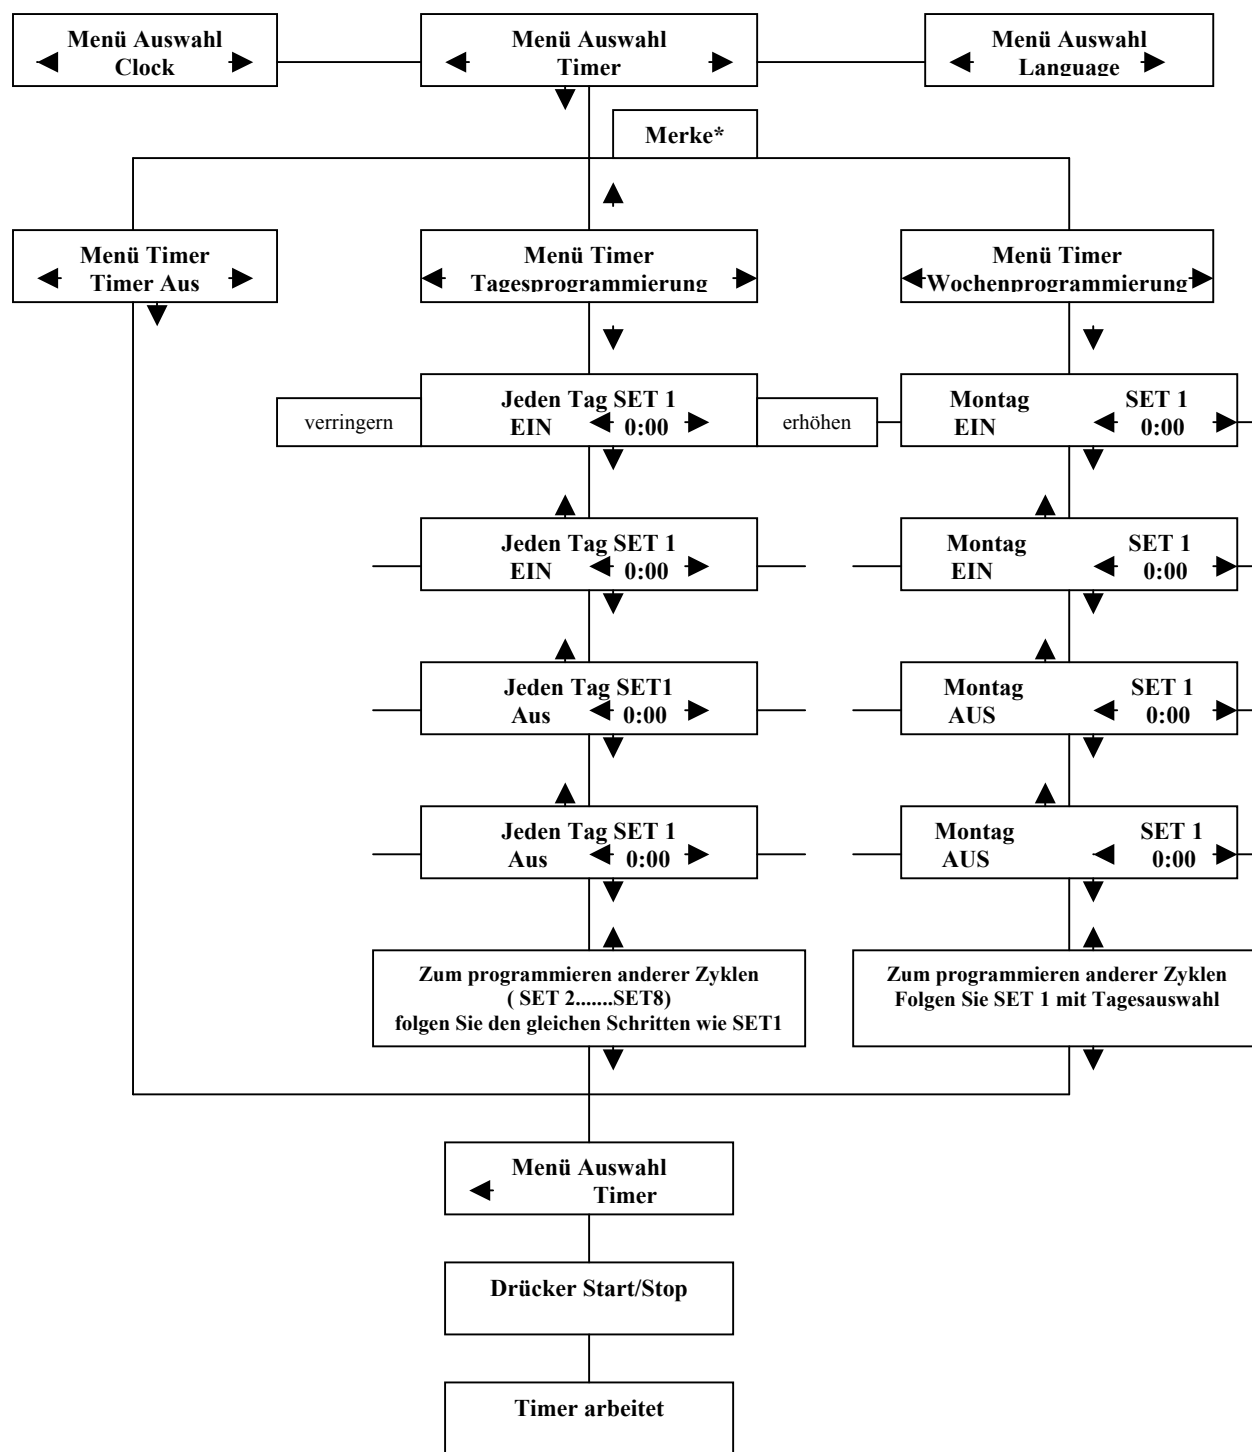 Menü Auswahl
Clock
Menü Auswahl
Timer
Menü Auswahl
Language
Merke*
Menü Timer
Timer Aus
Menü Timer
Tagesprogrammierung
Menü Timer
Wochenprogrammierung
verringern
Jeden Tag SET 1
EIN 0:00
erhöhen
Montag SET 1
EIN 0:00
Jeden Tag SET 1
EIN 0:00
Montag SET 1
EIN 0:00
Jeden Tag SET1
Aus 0:00
Montag SET 1
AUS 0:00
Jeden Tag SET 1
Aus 0:00
Montag SET 1
AUS 0:00
Zum programmieren anderer Zyklen
( SET 2.......SET8)
folgen Sie den gleichen Schritten wie SET1
Zum programmieren anderer Zyklen
Folgen Sie SET 1 mit Tagesauswahl
Menü Auswahl
Timer
Drücker Start/Stop
Timer arbeitet